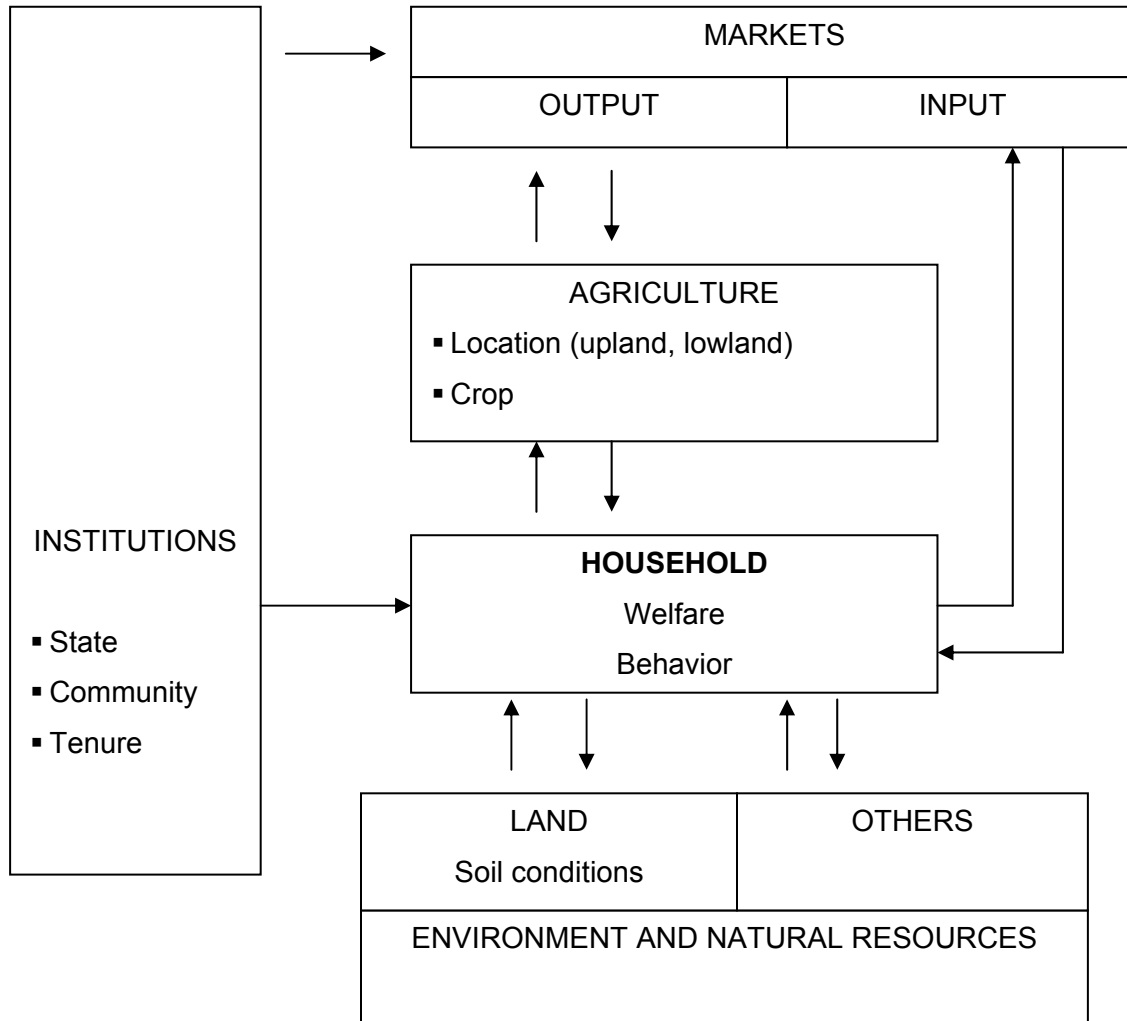 MARKETS
OUTPUT
INPUT
AGRICULTURE
▪ Location (upland, lowland)
▪ Crop
INSTITUTIONS
▪ State
▪ Community
▪ Tenure
HOUSEHOLD
Welfare
Behavior
LAND
Soil conditions
OTHERS
ENVIRONMENT AND NATURAL RESOURCES